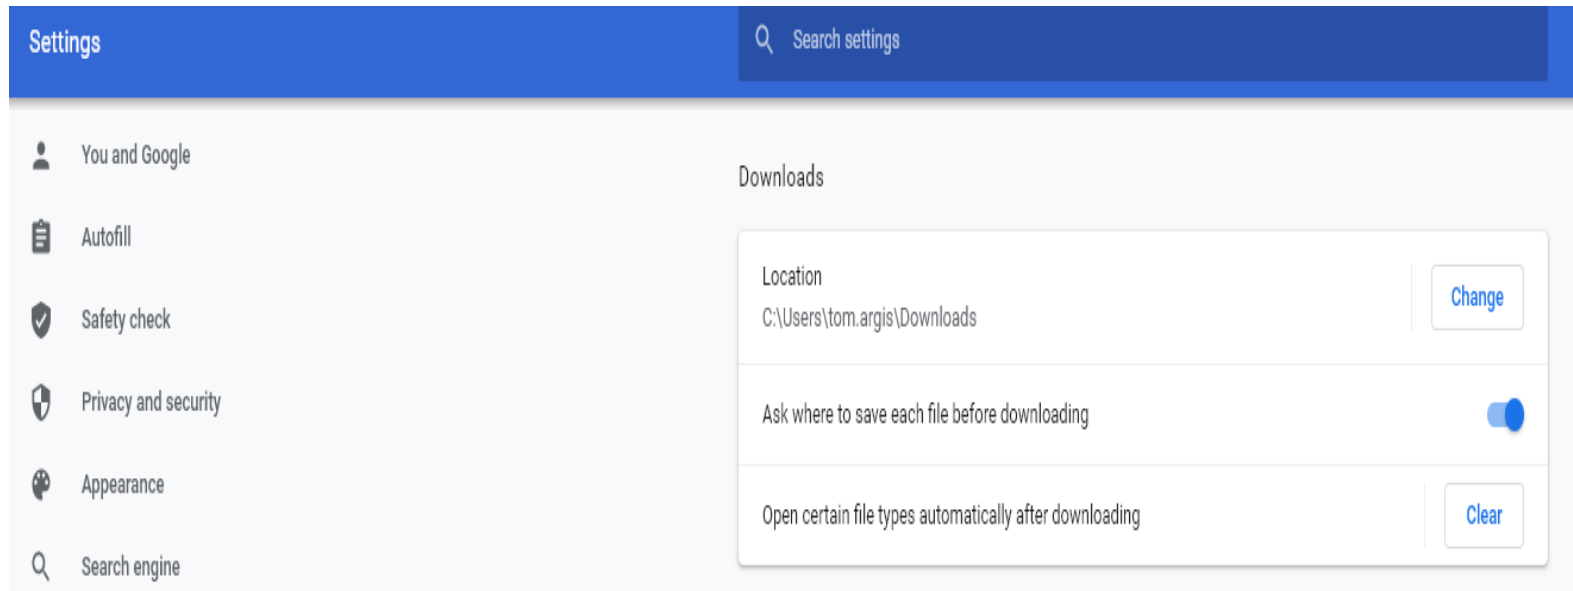 Settings
Search settings
You and Google
Autofill
Safety check
Privacy and security
Appearance
Search engine
Downloads
Location
C:\Users\tom.argis\Downloads
Change
Ask where to save each file before downloading
Open certain file types automatically after downloading
Clear